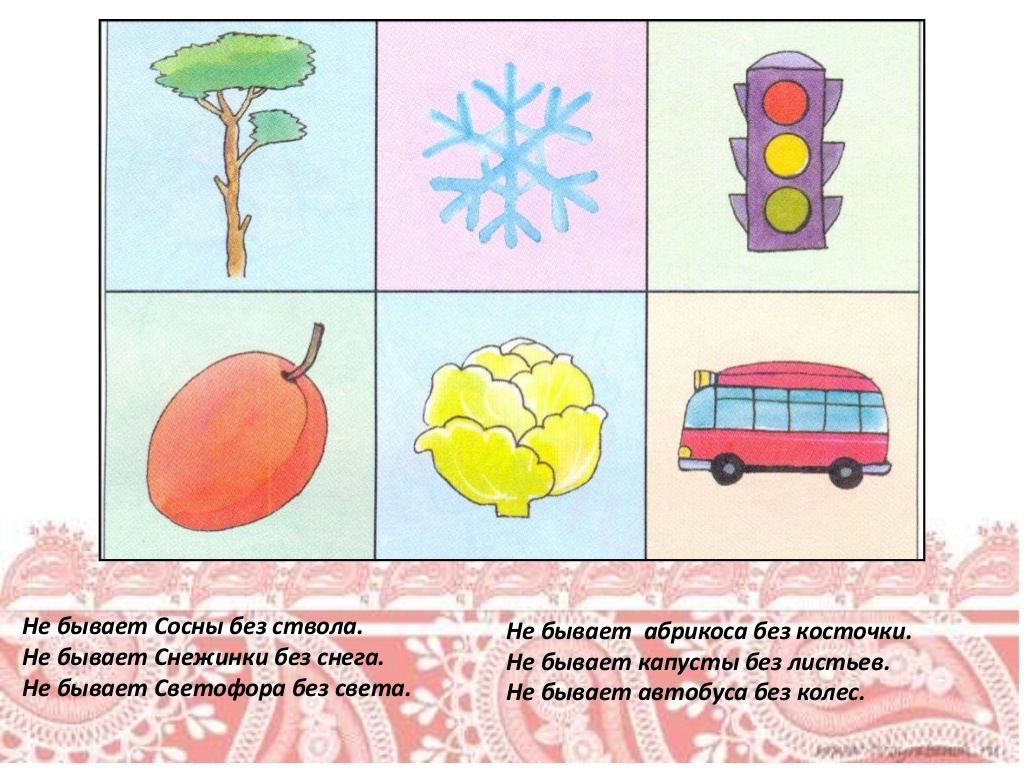 Не бывает Сосны без ствола.
Не бывает Снежинки без снега.
Не бывает Светофора без света.
Не бывает  абрикоса без косточки.
Не бывает капусты без листьев.
Не бывает автобуса без колес.